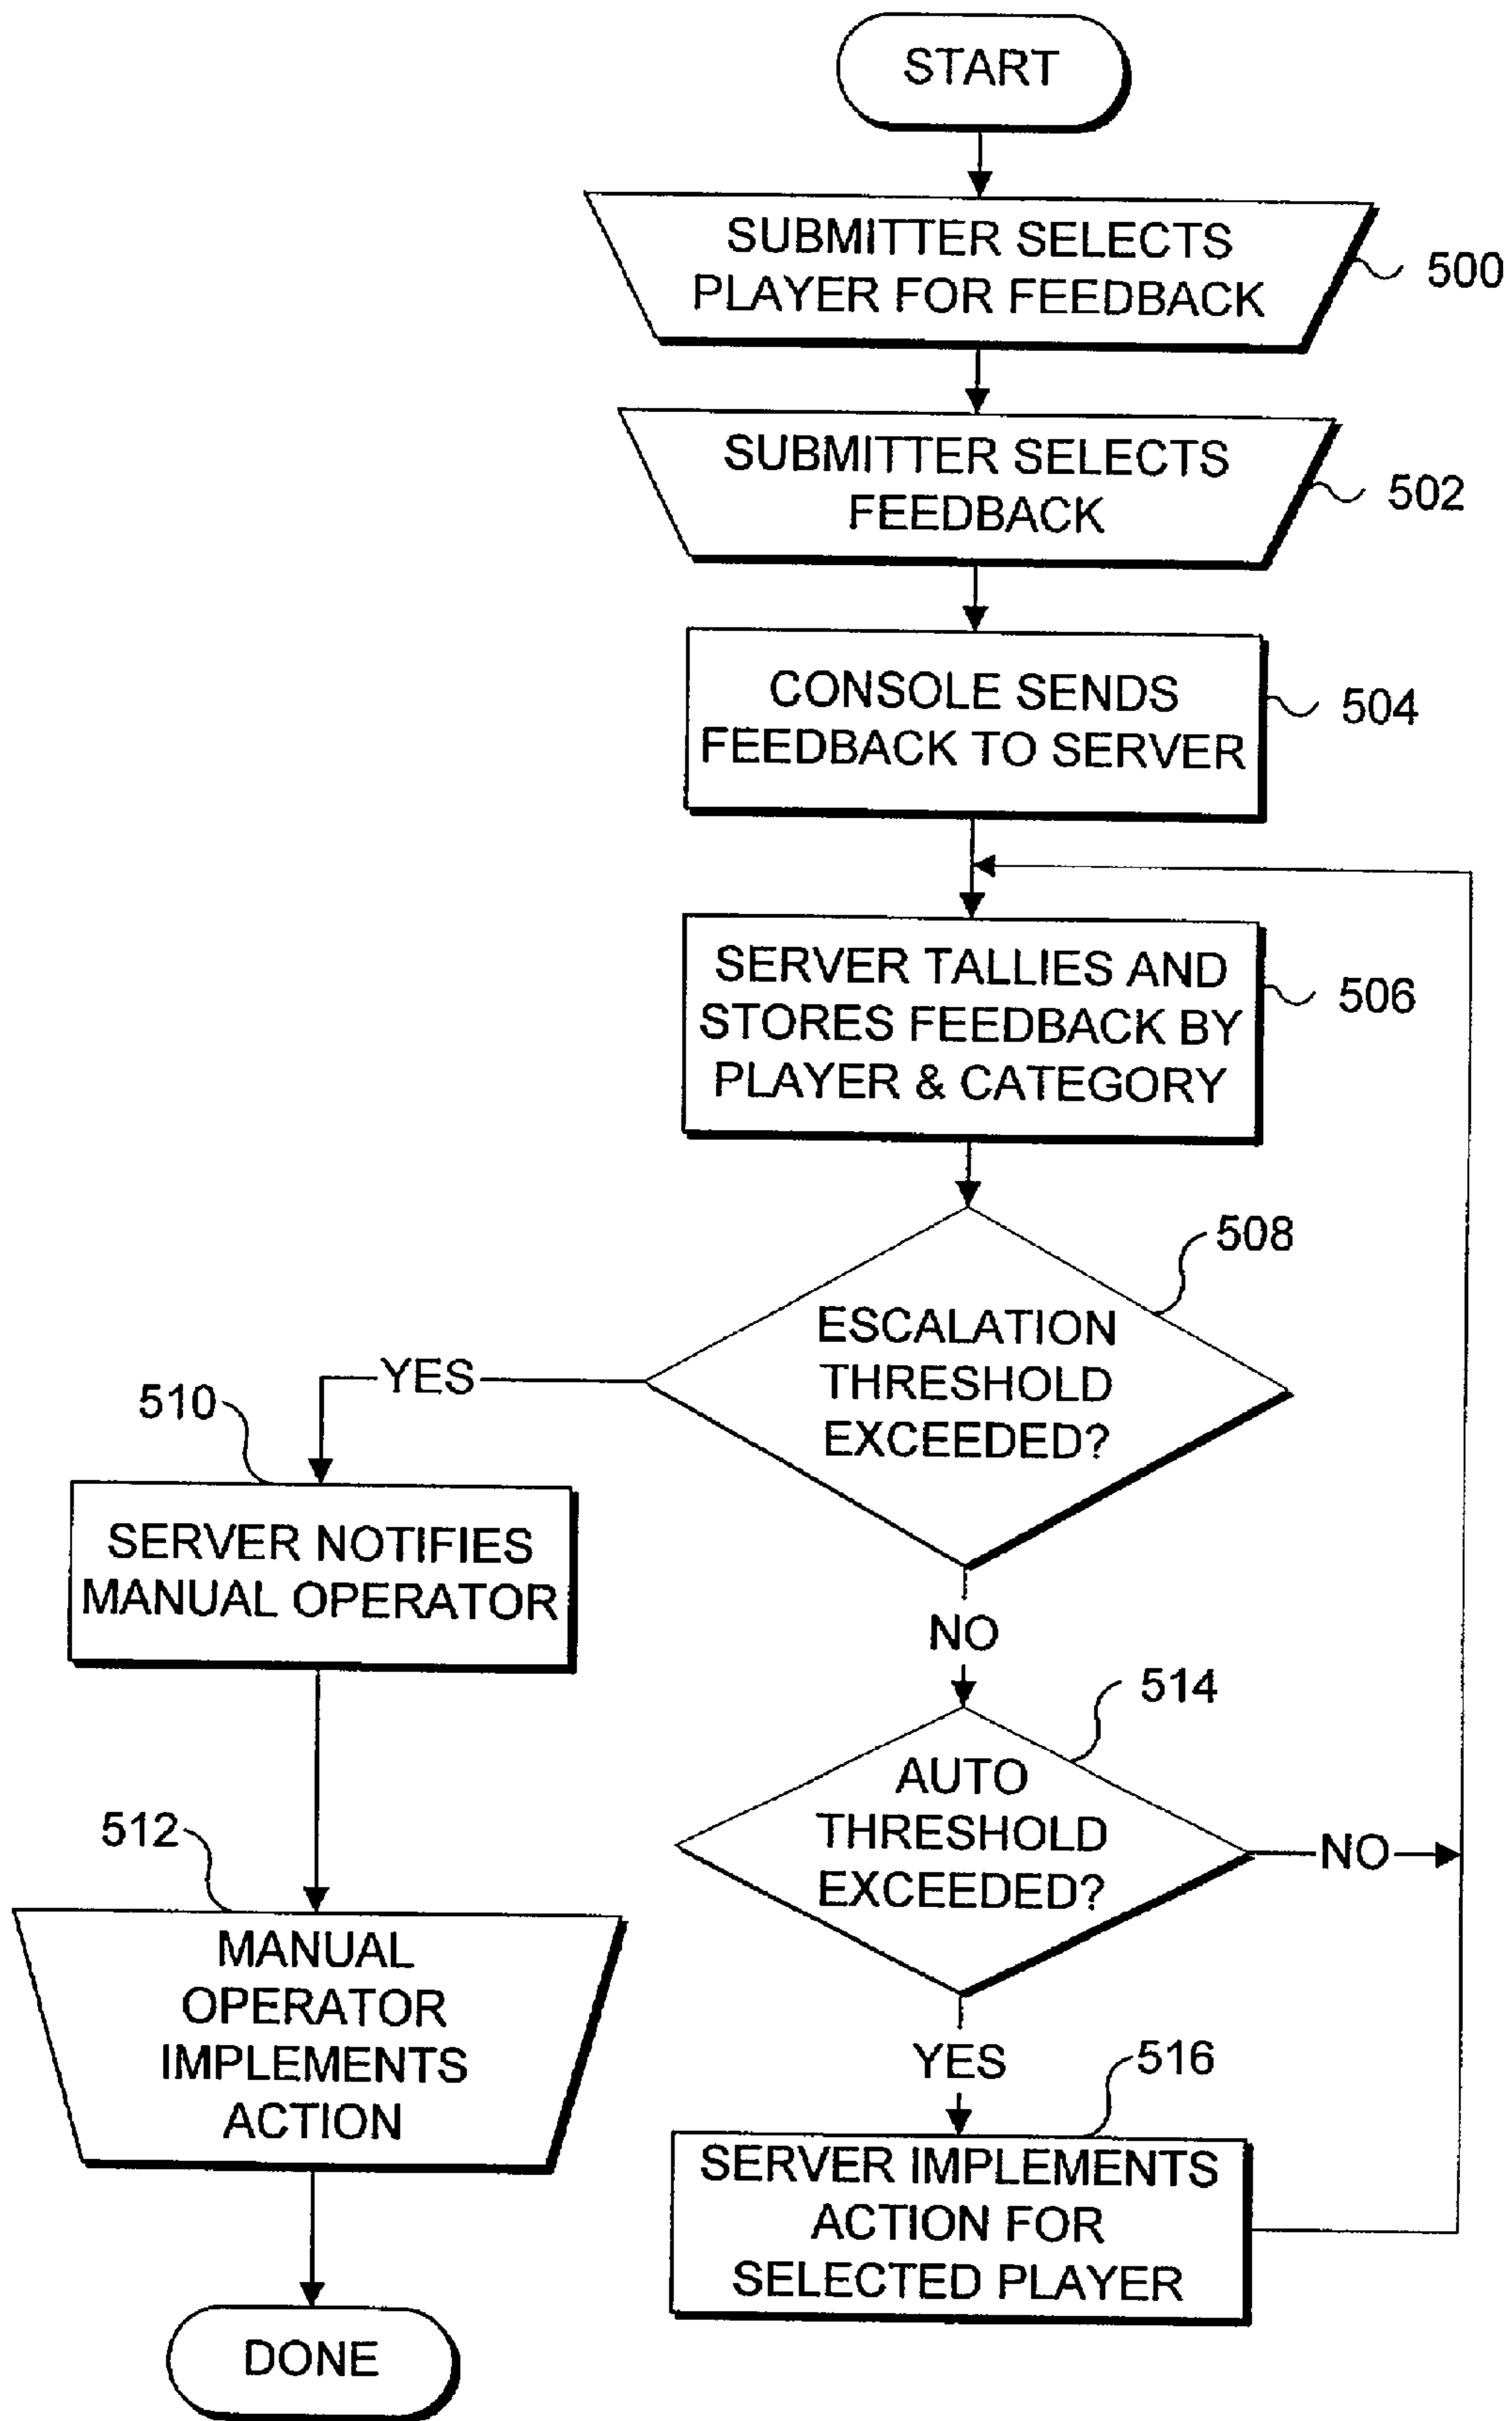 START
SUBMITTER SELECTS
PLAYER FOR FEEDBACK
500
SUBMITTER SELECTS
FEEDBACK
502
CONSOLE SENDS
FEEDBACK TO SERVER
504
SERVER TALLIES AND
STORES FEEDBACK BY
PLAYER & CATEGORY
506
508
ESCALATION
THRESHOLD
EXCEEDED?
YES
510
SERVER NOTIFIES
MANUAL OPERATOR
NO
514
AUTO
THRESHOLD
EXCEEDED?
NO
512
MANUAL
OPERATOR
IMPLEMENTS
ACTION
YES
516
SERVER IMPLEMENTS
ACTION FOR
SELECTED PLAYER
DONE